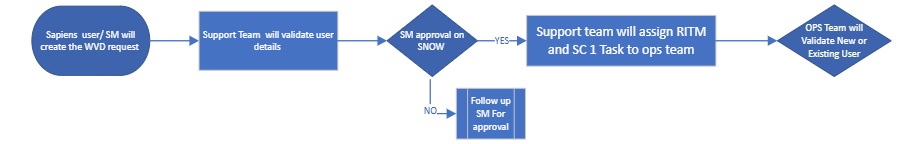 Sapiens user/ SM will
create the WVD request
Support Team will validate user
details
SM approval on
SNOW
YES
Support team will assign RITM
and SC 1 Task to ops team
OPS Team will
Validate New or
Existing User
NO
Follow up
SM For
approval